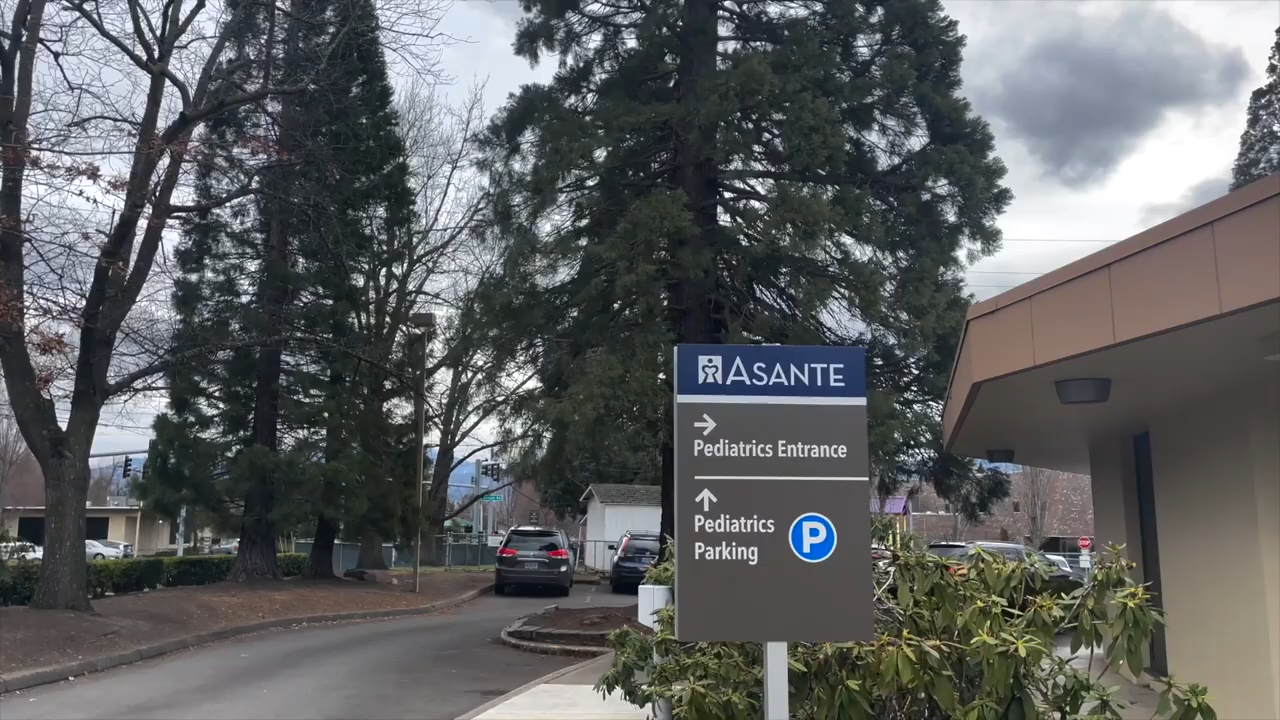 ASANTE
→
Pediatrics Entrance
↑
Pediatrics
Parking
P